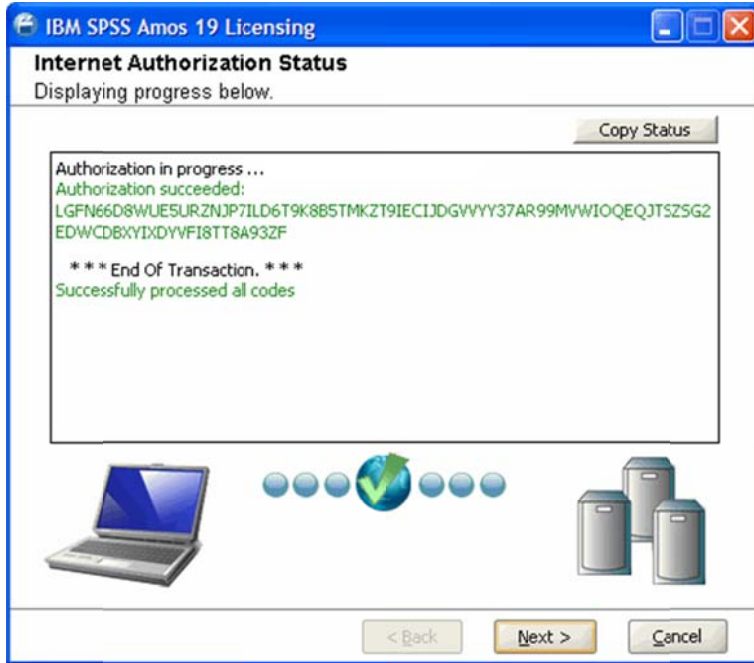 IBM SPSS Amos 19 Licensing
Internet Authorization Status
Displaying progress below.
Copy Status
Authorization in progress ...
Authorization succeeded:
LGFN66D8WUE5URZNJP7ILD6T9K8B5TMKZT9IECIJDGVVYY37AR99MVWIOQEQJTSZSG2
EDWCDBXYIXDYVFI8TT8A93ZF
* * * End Of Transaction. * * *
Successfully processed all codes
< Back
Next >
Cancel